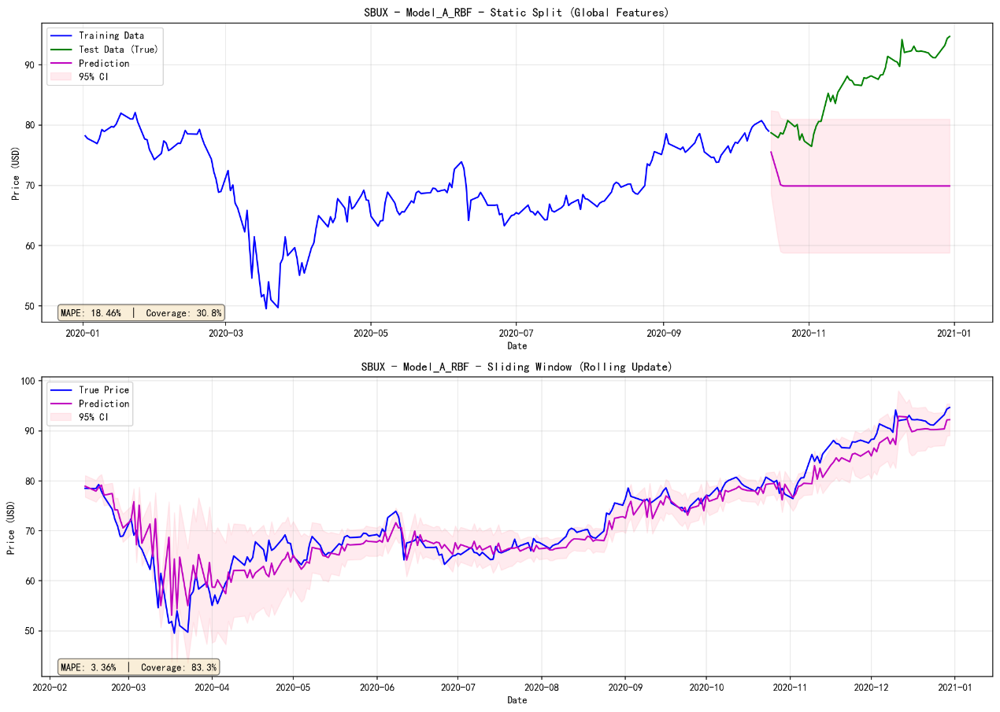 SBUX - Model_A_RBF - Static Split (Global Features)
Training Data
Test Data (True)
Prediction
95% CI
Price (USD)
90
80
70
60
50
MAPE: 18.46% | Coverage: 30.8%
2020-01 2020-03 2020-05 2020-07 2020-09 2020-11 2021-01
Date
SBUX - Model_A_RBF - Sliding Window (Rolling Update)
True Price
Prediction
95% CI
Price (USD)
100
90
80
70
60
50
MAPE: 3.36% | Coverage: 83.3%
2020-02 2020-03 2020-04 2020-05 2020-06 2020-07 2020-08 2020-09 2020-10 2020-11 2020-12 2021-01
Date